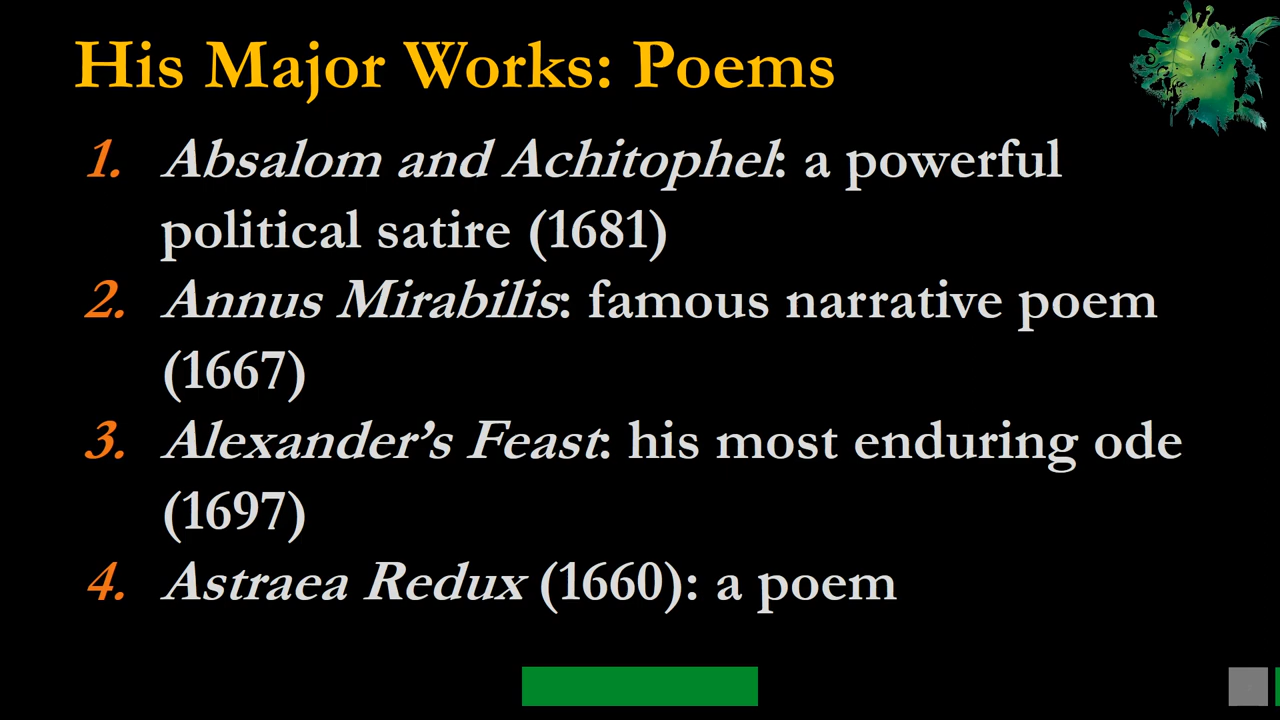 His Major Works: Poems
1. Absalom and Achitophel: a powerful
political satire (1681)
2. Annus Mirabilis: famous narrative poem
(1667)
3. Alexander’s Feast: his most enduring ode
(1697)
4. Astraea Redux (1660): a poem